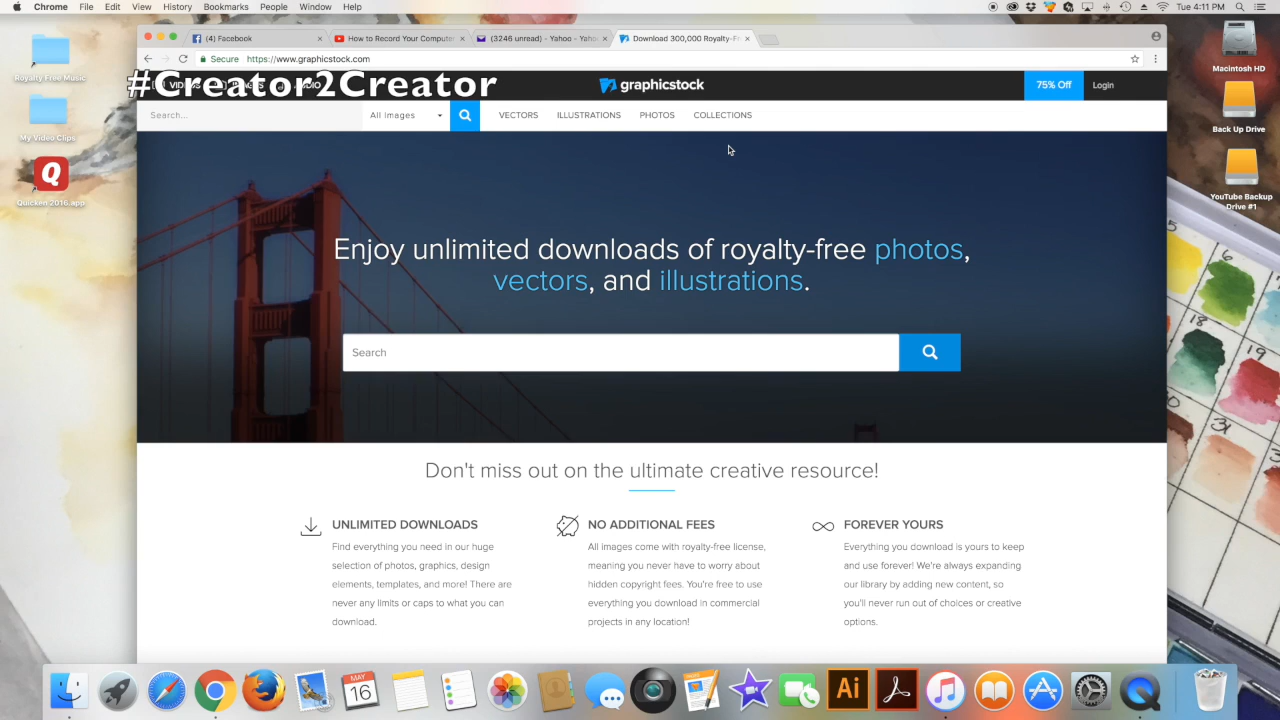 Chrome File Edit View History Bookmarks People Window Help
Tue 4:11 PM
(4) Facebook
How to Record Your Compute
(3246 unread) - Yahoo - Yaho
Download 300,000 Royalty-Fr
Secure https://www.graphicstock.com
#Creator2Creator
graphicstock
75% Off
Login
Search...
All Images
VECTORS
ILLUSTRATIONS
PHOTOS
COLLECTIONS
Enjoy unlimited downloads of royalty-free photos,
vectors, and illustrations.
Search
Don't miss out on the ultimate creative resource!
UNLIMITED DOWNLOADS
Find everything you need in our huge
selection of photos, graphics, design
elements, templates, and more! There are
never any limits or caps to what you can
download.
NO ADDITIONAL FEES
All images come with royalty-free license,
meaning you never have to worry about
hidden copyright fees. You're free to use
everything you download in commercial
projects in any location!
FOREVER YOURS
Everything you download is yours to keep
and use forever! We're always expanding
our library by adding new content, so
you'll never run out of choices or creative
options.
Royalty Free Music
My Video Clips
Q
Quicken 2016.app
Macintosh HD
Back Up Drive
YouTube Backup
Drive #1
6
18
19
31
MAY
16
Ai